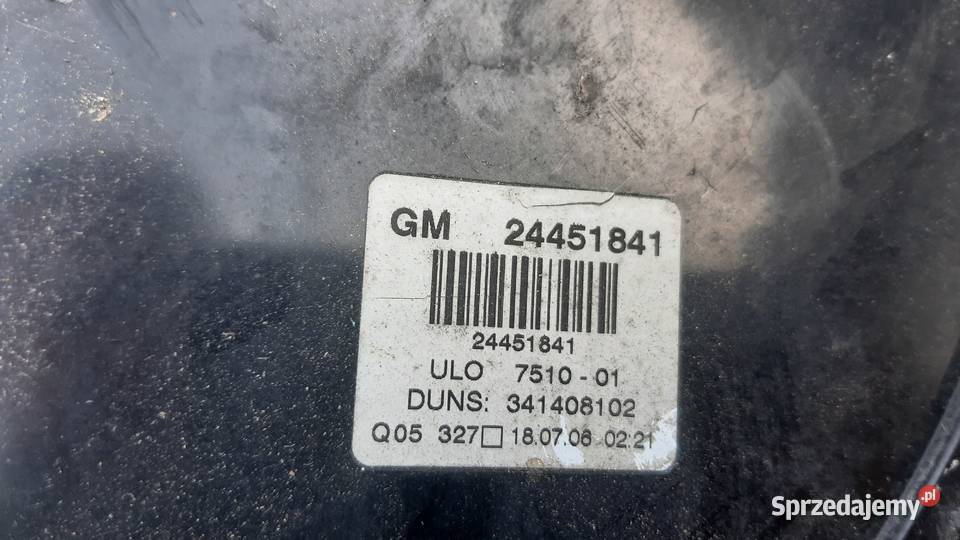 GM 24451841
24451841
ULO 7510 - 01
DUNS: 341408102
Q05 327□ 18.07.06 02:21
Sprzedajemy.pl